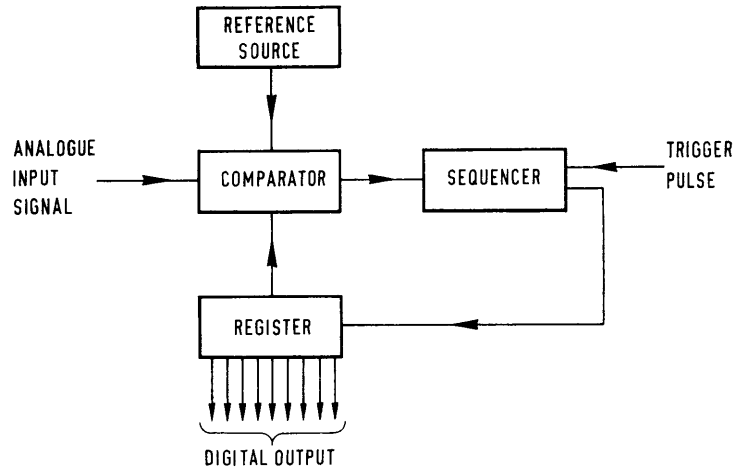 REFERENCE
SOURCE
ANALOGUE
INPUT
SIGNAL
COMPARATOR
SEQUENCER
TRIGGER
PULSE
REGISTER
DIGITAL OUTPUT